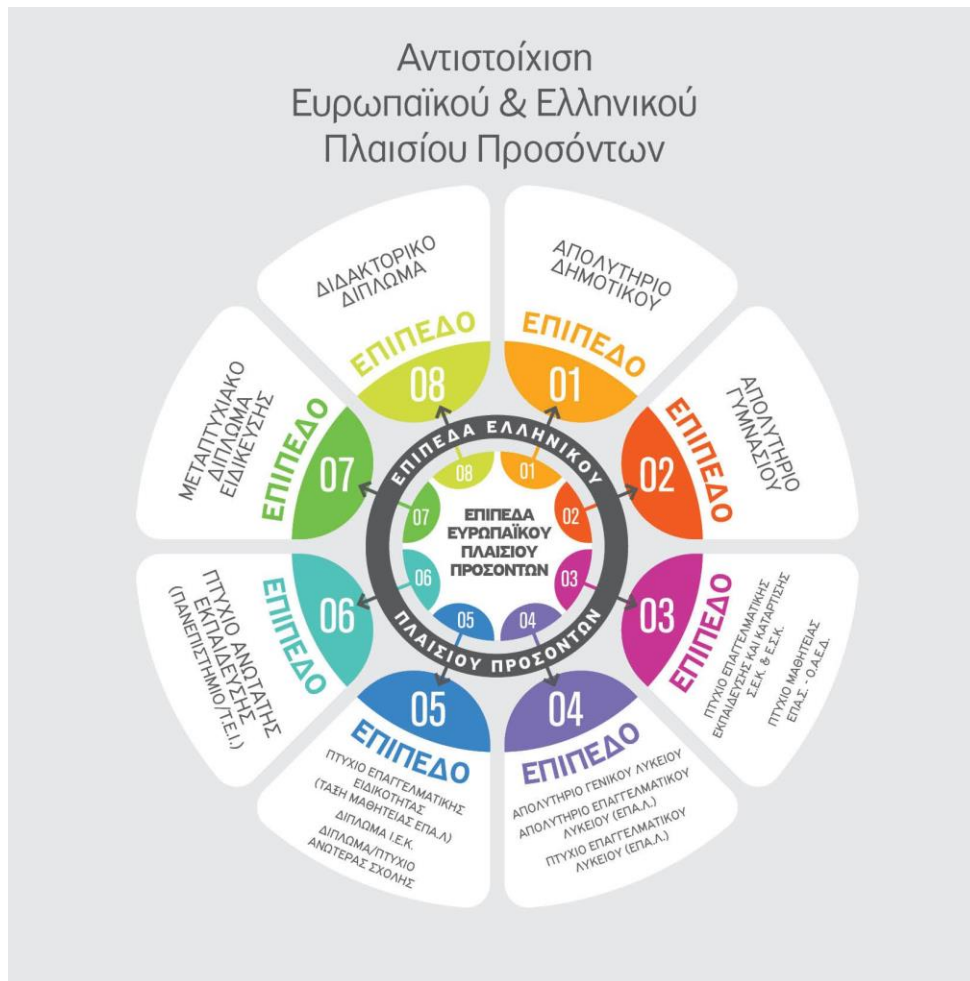 Αντιστοίχιση
Ευρωπαϊκού & Ελληνικού
Πλαισίου Προσόντων
ΑΠΟΛΥΤΗΡΙΟ
ΔΗΜΟΤΙΚΟΥ
ΕΠΙΠΕΔΟ
01
ΑΠΟΛΥΤΗΡΙΟ
ΓΥΜΝΑΣΙΟΥ
ΕΠΙΠΕΔΟ
02
ΕΠΙΠΕΔΟ
03
ΠΤΥΧΙΟ ΕΠΑΓΓΕΛΜΑΤΙΚΗΣ
ΕΚΠΑΙΔΕΥΣΗΣ ΚΑΙ ΚΑΤΑΡΤΙΣΗΣ
Σ.Ε.Κ. & Ε.Σ.Κ.
ΠΤΥΧΙΟ ΜΑΘΗΤΕΙΑΣ
ΕΠΑ.Σ. - Ο.Α.Ε.Δ.
04
ΕΠΙΠΕΔΟ
ΑΠΟΛΥΤΗΡΙΟ ΓΕΝΙΚΟΥ ΛΥΚΕΙΟΥ
ΑΠΟΛΥΤΗΡΙΟ ΕΠΑΓΓΕΛΜΑΤΙΚΟΥ
ΛΥΚΕΙΟΥ (ΕΠΑ.Λ.)
ΠΤΥΧΙΟ ΕΠΑΓΓΕΛΜΑΤΙΚΟΥ
ΛΥΚΕΙΟΥ (ΕΠΑ.Λ.)
05
ΕΠΙΠΕΔΟ
ΠΤΥΧΙΟ ΕΠΑΓΓΕΛΜΑΤΙΚΗΣ
ΕΙΔΙΚΟΤΗΤΑΣ
(ΤΑΞΗ ΜΑΘΗΤΕΙΑΣ ΕΠΑ.Λ)
ΔΙΠΛΩΜΑ Ι.Ε.Κ.
ΔΙΠΛΩΜΑ/ΠΤΥΧΙΟ
ΑΝΩΤΕΡΑΣ ΣΧΟΛΗΣ
06
ΕΠΙΠΕΔΟ
ΠΤΥΧΙΟ ΑΝΩΤΑΤΗΣ
ΕΚΠΑΙΔΕΥΣΗΣ
(ΠΑΝΕΠΙΣΤΗΜΙΟ/Τ.Ε.Ι.)
ΜΕΤΑΠΤΥΧΙΑΚΟ
ΔΙΠΛΩΜΑ
ΕΙΔΙΚΕΥΣΗΣ
ΕΠΙΠΕΔΟ
07
ΔΙΔΑΚΤΟΡΙΚΟ
ΔΙΠΛΩΜΑ
ΕΠΙΠΕΔΟ
08
ΕΠΙΠΕΔΑ ΕΛΛΗΝΙΚΟΥ
ΠΛΑΙΣΙΟΥ ΠΡΟΣΟΝΤΩΝ
01
02
03
04
05
06
07
08
ΕΠΙΠΕΔΑ
ΕΥΡΩΠΑΪΚΟΥ
ΠΛΑΙΣΙΟΥ
ΠΡΟΣΟΝΤΩΝ